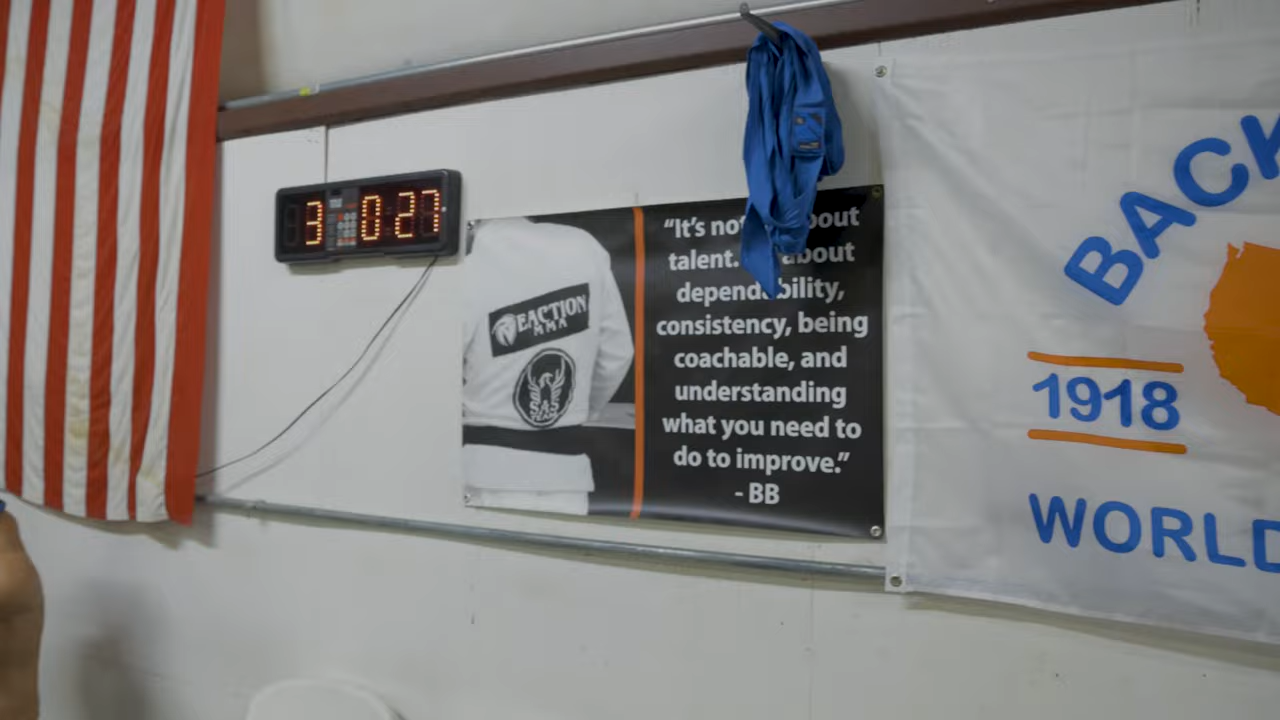 3 0:27
REACTION
MMA
TEAM
“It’s not about
talent. about
dependability,
consistency, being
coachable, and
understanding
what you need to
do to improve.”
- BB
BACK
1918
WORLD